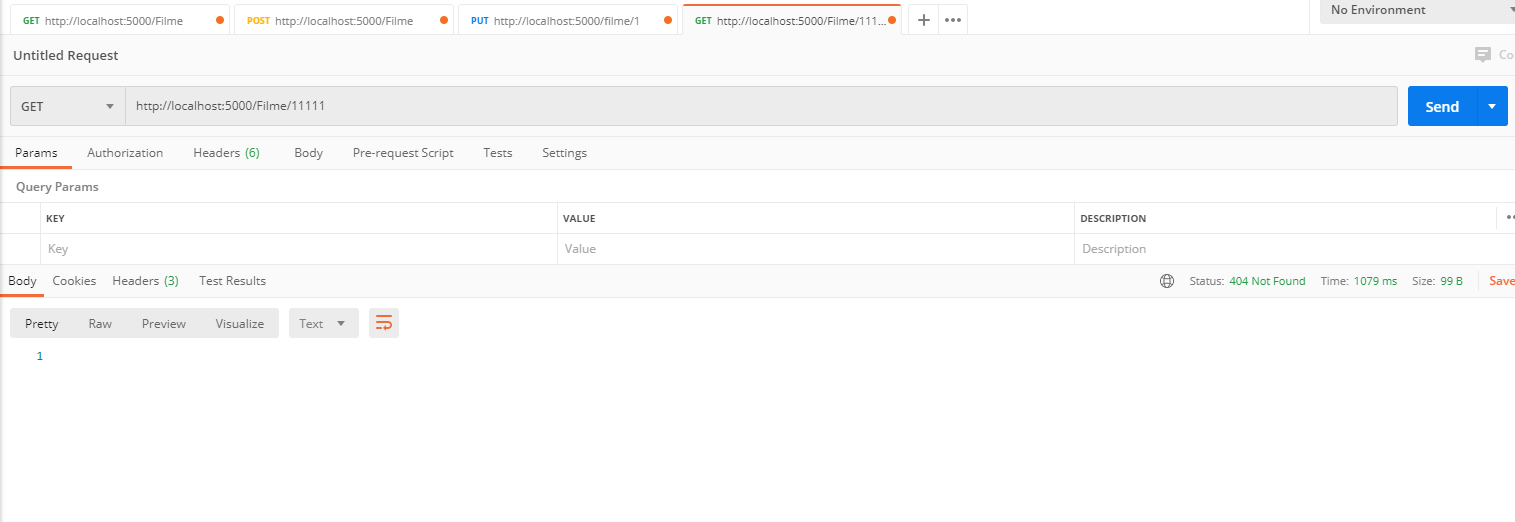 GET http://localhost:5000/Filme POST http://localhost:5000/Filme PUT http://localhost:5000/filme/1 GET http://localhost:5000/Filme/111... No Environment
Untitled Request Co
GET http://localhost:5000/Filme/11111 Send
Params Authorization Headers (6) Body Pre-request Script Tests Settings
Query Params
KEY VALUE DESCRIPTION
Key Value Description
Body Cookies Headers (3) Test Results Status: 404 Not Found Time: 1079 ms Size: 99 B Save
Pretty Raw Preview Visualize Text
1